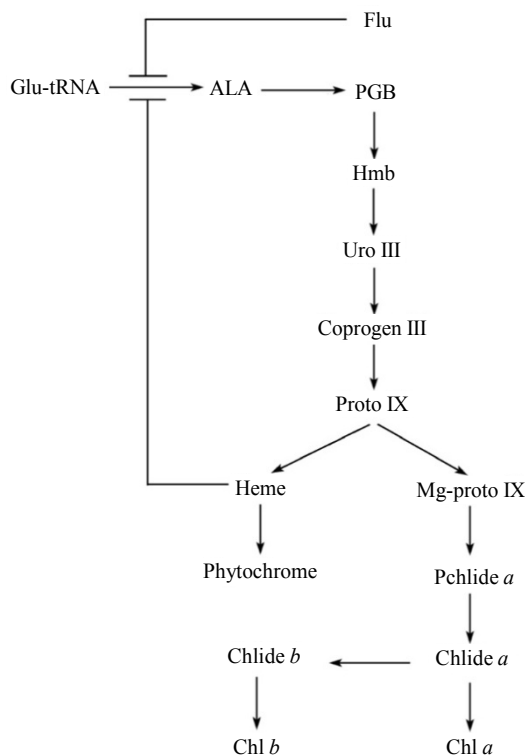 Flu
Glu-tRNA
ALA
PGB
Hmb
Uro III
Coprogen III
Proto IX
Heme
Mg-proto IX
Phytochrome
Pchlide a
Chlide b
Chlide a
Chl b
Chl a